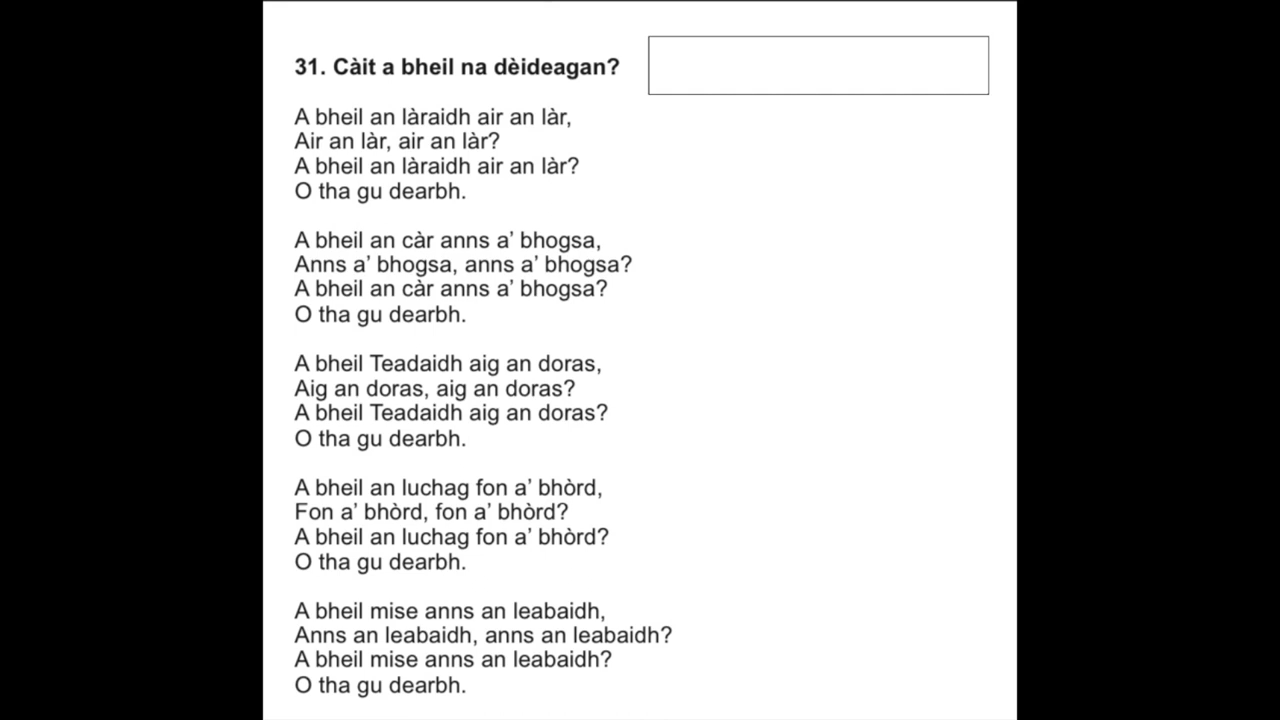 31. Càit a bheil na dèideagan?
A bheil an làraidh air an làr,
Air an làr, air an làr?
A bheil an làraidh air an làr?
O tha gu dearbh.
A bheil an càr anns a’ bhogsa,
Anns a’ bhogsa, anns a’ bhogsa?
A bheil an càr anns a’ bhogsa?
O tha gu dearbh.
A bheil Teadaidh aig an doras,
Aig an doras, aig an doras?
A bheil Teadaidh aig an doras?
O tha gu dearbh.
A bheil an luchag fon a’ bhòrd,
Fon a’ bhòrd, fon a’ bhòrd?
A bheil an luchag fon a’ bhòrd?
O tha gu dearbh.
A bheil mise anns an leabaidh,
Anns an leabaidh, anns an leabaidh?
A bheil mise anns an leabaidh?
O tha gu dearbh.